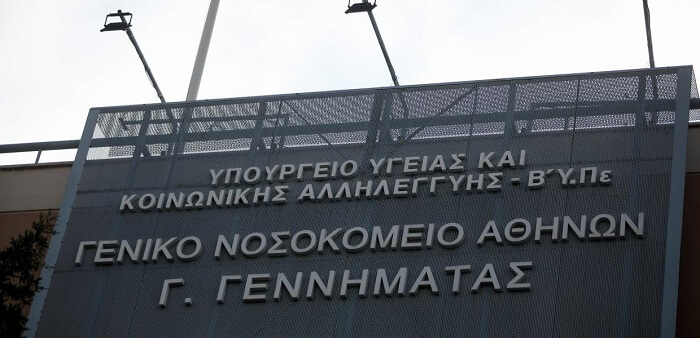 ΥΠΟΥΡΓΕΙΟ ΥΓΕΙΑΣ ΚΑΙ
ΚΟΙΝΩΝΙΚΗΣ ΑΛΛΗΛΕΓΓΥΗΣ - Β΄Υ.Πε
ΓΕΝΙΚΟ ΝΟΣΟΚΟΜΕΙΟ ΑΘΗΝΩΝ
Γ. ΓΕΝΝΗΜΑΤΑΣ